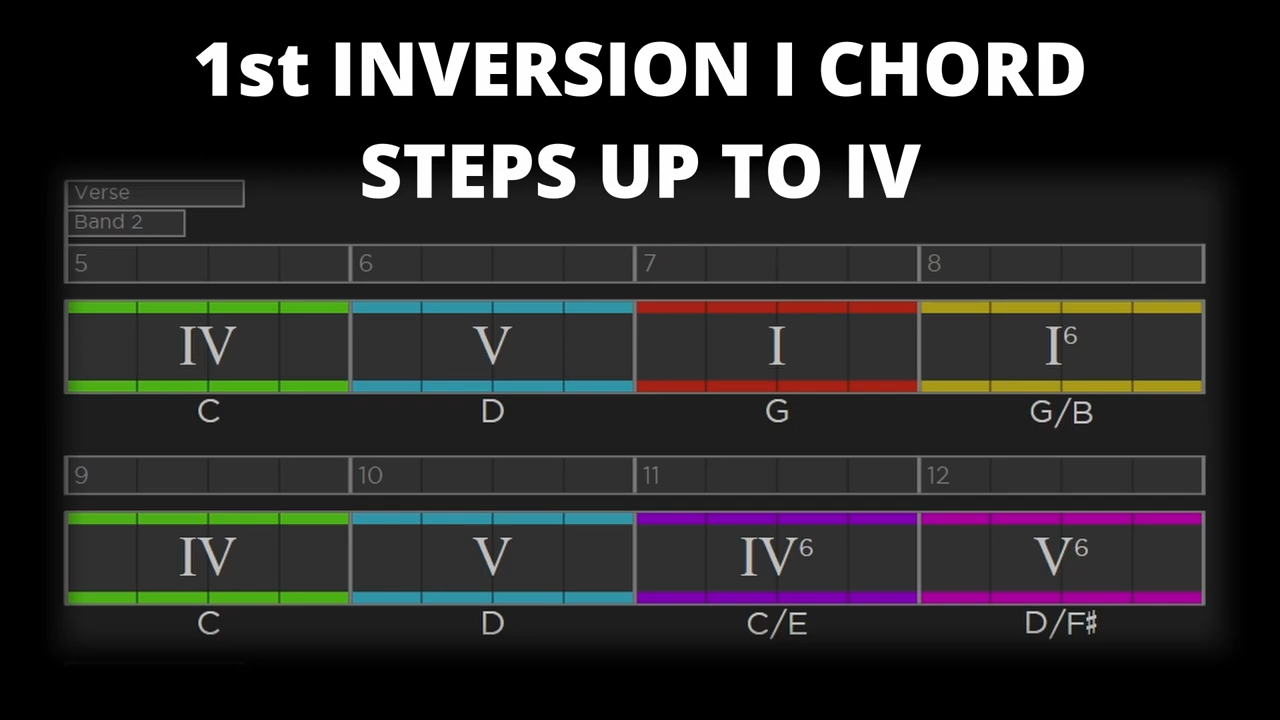 1st INVERSION I CHORD
STEPS UP TO IV
Verse
Band 2
5 6 7 8
IV V I I⁶
C D G G/B
9 10 11 12
IV V IV⁶ V⁶
C D C/E D/F♯